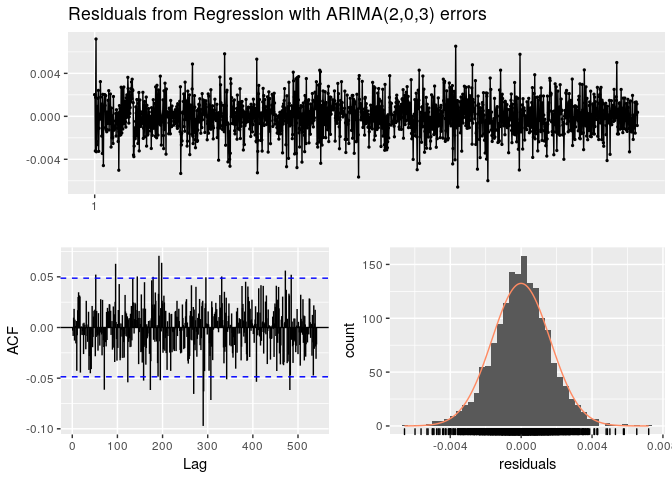 Residuals from Regression with ARIMA(2,0,3) errors
0.004
0.000
-0.004
1
ACF
0.05
0.00
-0.05
-0.10
0 100 200 300 400 500
Lag
count
150
100
50
0
-0.004 0.000 0.004 0.00
residuals